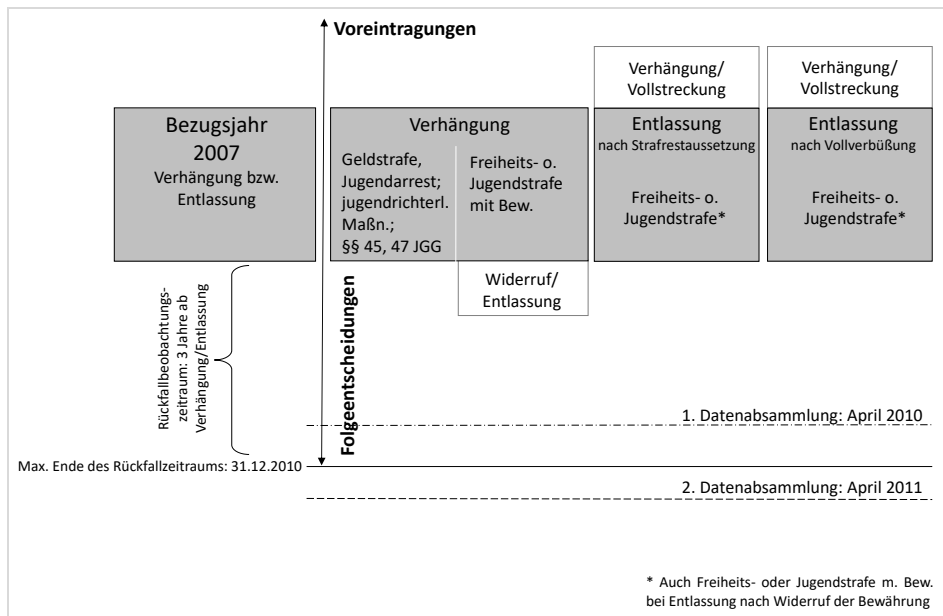 Voreintragungen
Verhängung/
Vollstreckung
Verhängung/
Vollstreckung
Bezugsjahr
2007
Verhängung bzw.
Entlassung
Verhängung
Geldstrafe,
Jugendarrest;
jugendrichterl.
Maßn.;
§§ 45, 47 JGG
Freiheits- o.
Jugendstrafe
mit Bew.
Entlassung
nach Strafrestaussetzung
Freiheits- o.
Jugendstrafe*
Entlassung
nach Vollverbüßung
Freiheits- o.
Jugendstrafe*
Widerruf/
Entlassung
Rückfallbeobachtungs-
zeitraum: 3 Jahre ab
Verhängung/Entlassung
Folgeentscheidungen
1. Datenabsammlung: April 2010
Max. Ende des Rückfallzeitraums: 31.12.2010
2. Datenabsammlung: April 2011
* Auch Freiheits- oder Jugendstrafe m. Bew.
bei Entlassung nach Widerruf der Bewährung